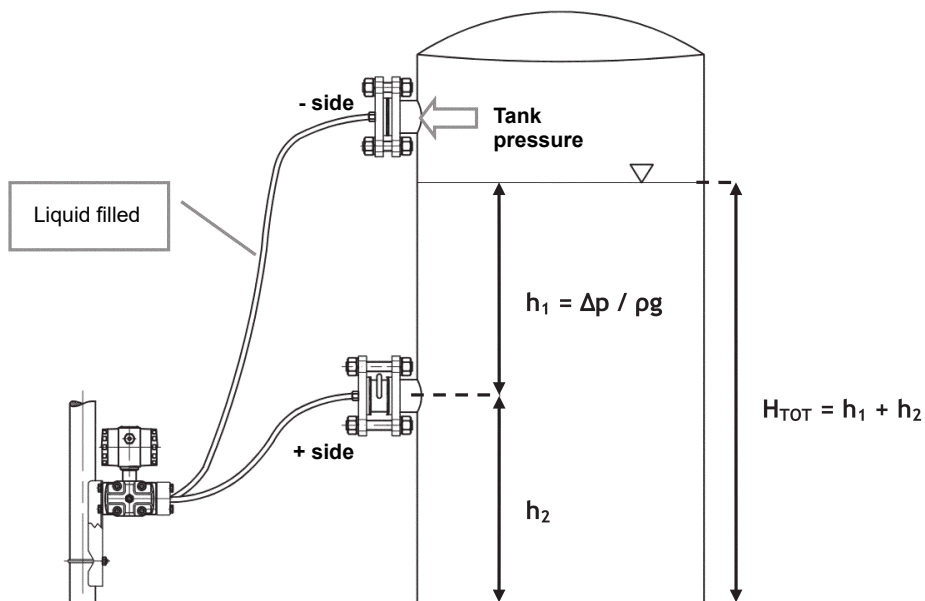 - side
Tank
pressure
Liquid filled
h₁ = Δp / ρg
H_TOT = h₁ + h₂
+ side
h₂